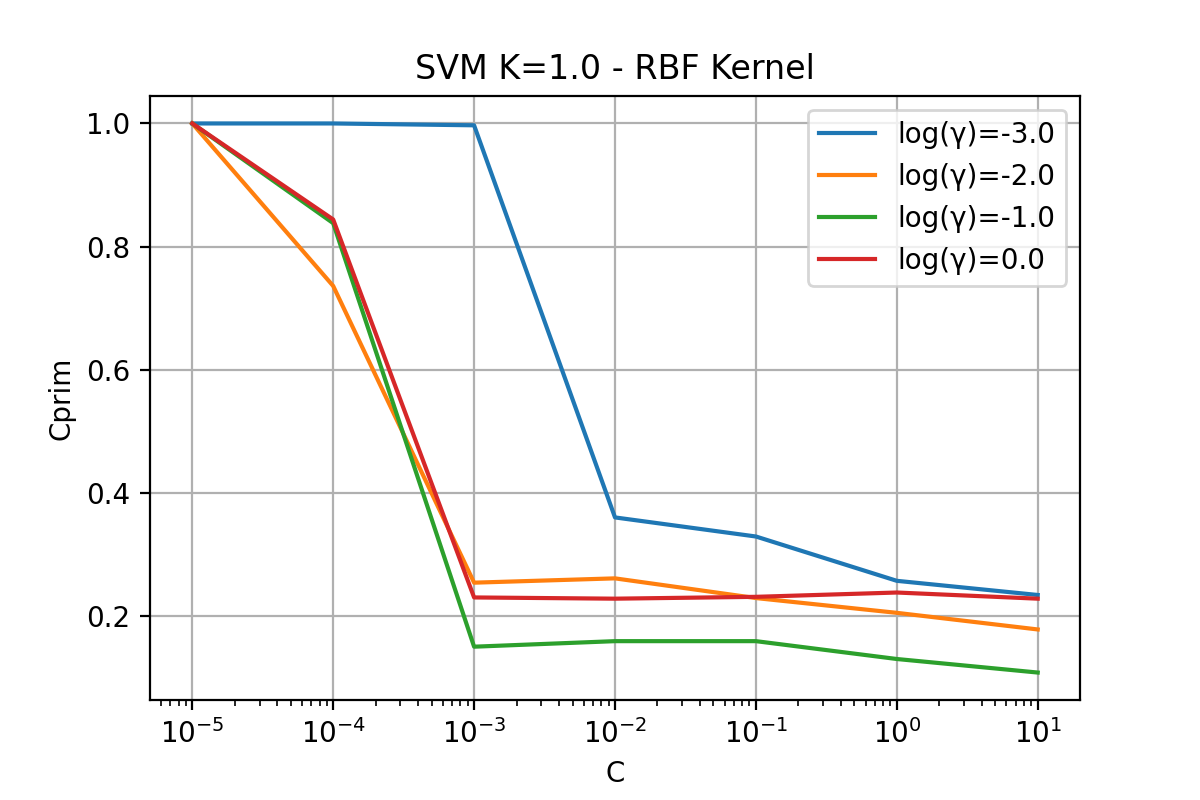 SVM K=1.0 - RBF Kernel
1.0
0.8
0.6
0.4
0.2
Cprim
log(γ)=-3.0
log(γ)=-2.0
log(γ)=-1.0
log(γ)=0.0
10⁻⁵ 10⁻⁴ 10⁻³ 10⁻² 10⁻¹ 10⁰ 10¹
C